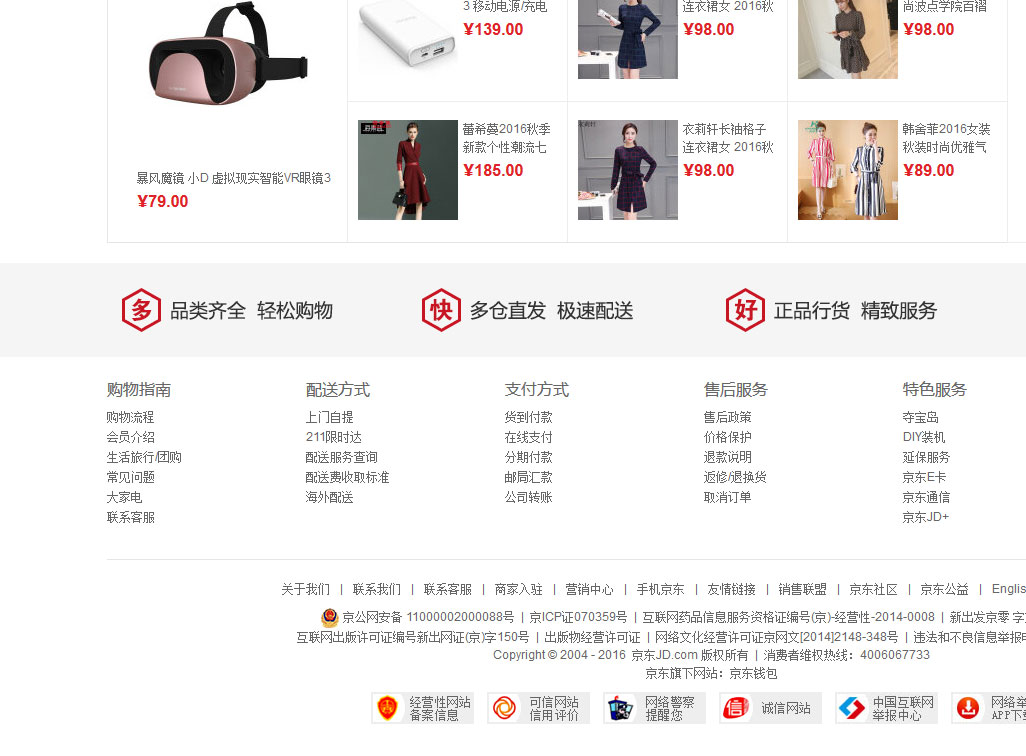 3 移动电源/充电
¥139.00
连衣裙女 2016秋
¥98.00
尚波点学院百褶
¥98.00
暴风魔镜 小D 虚拟现实智能VR眼镜3
¥79.00
蕾希蔓2016秋季
新款个性潮流七
¥185.00
衣莉轩长袖格子
连衣裙女 2016秋
¥98.00
韩舍菲2016女装
秋装时尚优雅气
¥89.00
多 品类齐全 轻松购物
快 多仓直发 极速配送
好 正品行货 精致服务
购物指南
购物流程
会员介绍
生活旅行/团购
常见问题
大家电
联系客服
配送方式
上门自提
211限时达
配送服务查询
配送费收取标准
海外配送
支付方式
货到付款
在线支付
分期付款
邮局汇款
公司转账
售后服务
售后政策
价格保护
退款说明
返修/退换货
取消订单
特色服务
夺宝岛
DIY装机
延保服务
京东E卡
京东通信
京东JD+
关于我们 | 联系我们 | 联系客服 | 商家入驻 | 营销中心 | 手机京东 | 友情链接 | 销售联盟 | 京东社区 | 京东公益 | Englis
京公网安备 11000002000088号 | 京ICP证070359号 | 互联网药品信息服务资格证编号(京)-经营性-2014-0008 | 新出发京零 字
互联网出版许可证编号新出网证(京)字150号 | 出版物经营许可证 | 网络文化经营许可证京网文[2014]2148-348号 | 违法和不良信息举报电
Copyright © 2004 - 2016 京东JD.com 版权所有 | 消费者维权热线：4006067733
京东旗下网站：京东钱包
经营性网站
备案信息
可信网站
信用评价
网络警察
提醒您
信 诚信网站
中国互联网
举报中心
网络举
APP下